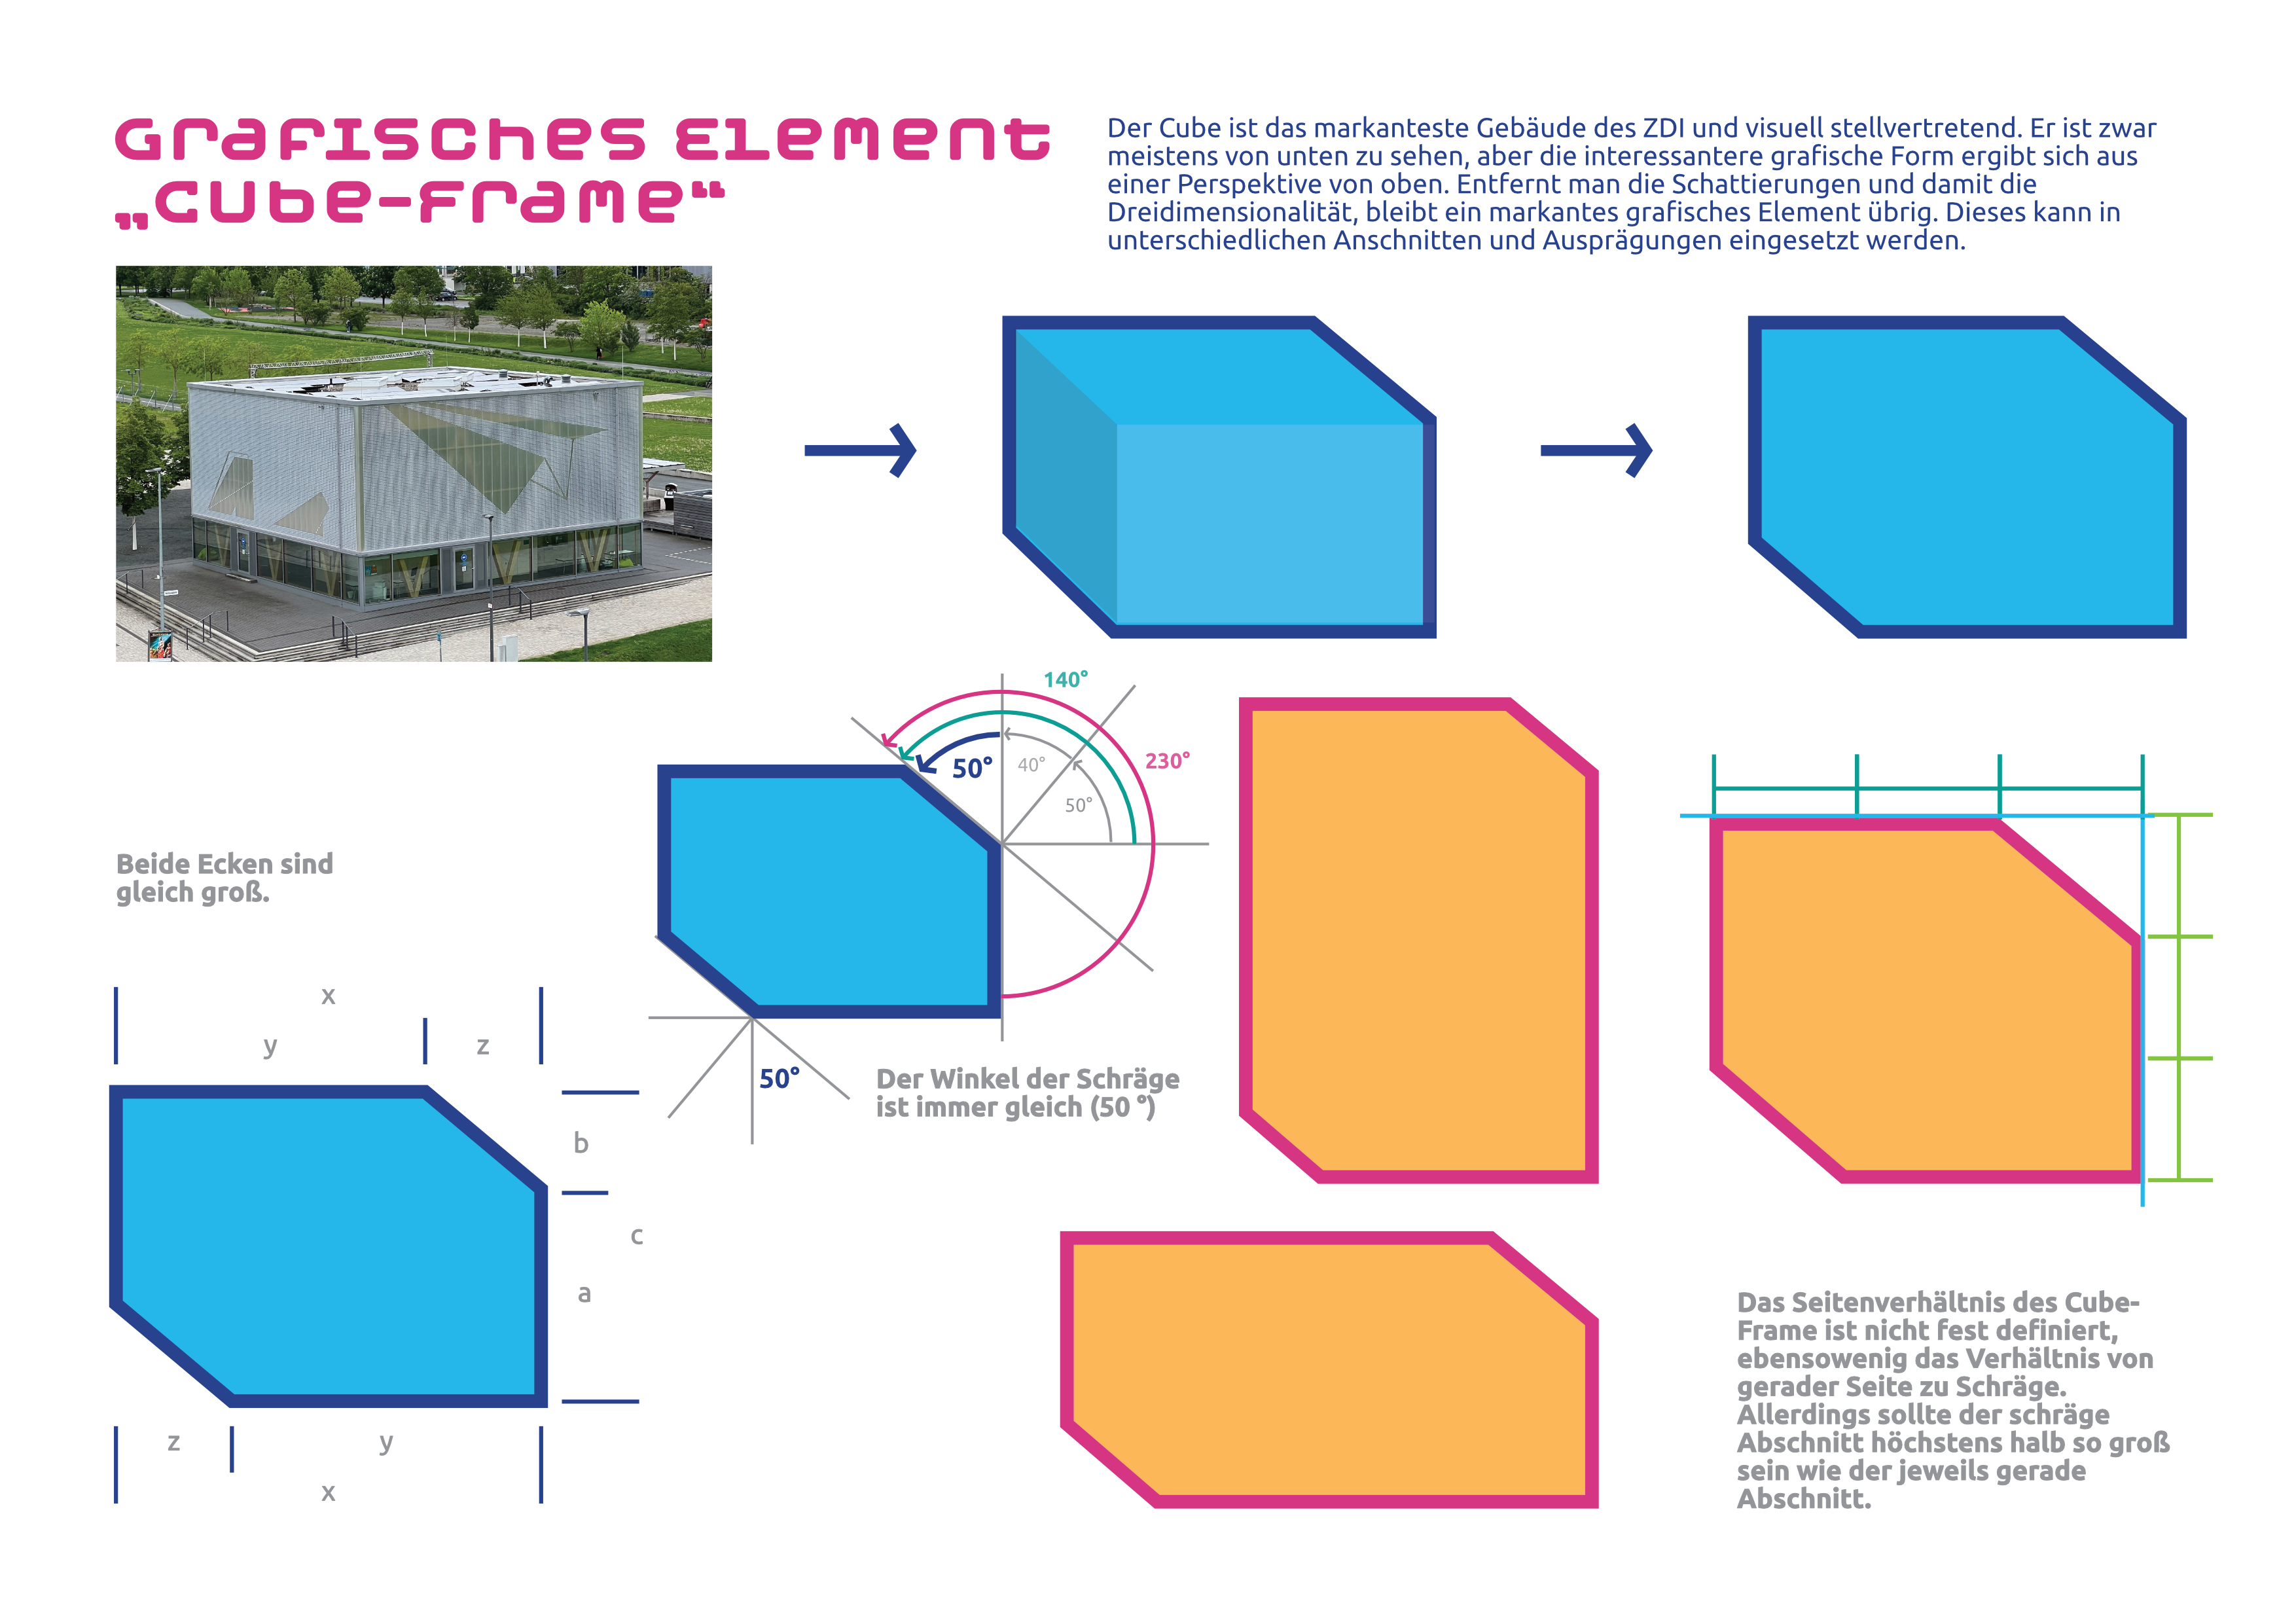 Grafisches Element
„Cube-Frame“
Der Cube ist das markanteste Gebäude des ZDI und visuell stellvertretend. Er ist zwar
meistens von unten zu sehen, aber die interessantere grafische Form ergibt sich aus
einer Perspektive von oben. Entfernt man die Schattierungen und damit die
Dreidimensionalität, bleibt ein markantes grafisches Element übrig. Dieses kann in
unterschiedlichen Anschnitten und Ausprägungen eingesetzt werden.
140°
230°
50°
40°
50°
Beide Ecken sind
gleich groß.
x
y
z
50°
Der Winkel der Schräge
ist immer gleich (50 °)
b
c
a
z
y
x
Das Seitenverhältnis des Cube-
Frame ist nicht fest definiert,
ebensowenig das Verhältnis von
gerader Seite zu Schräge.
Allerdings sollte der schräge
Abschnitt höchstens halb so groß
sein wie der jeweils gerade
Abschnitt.